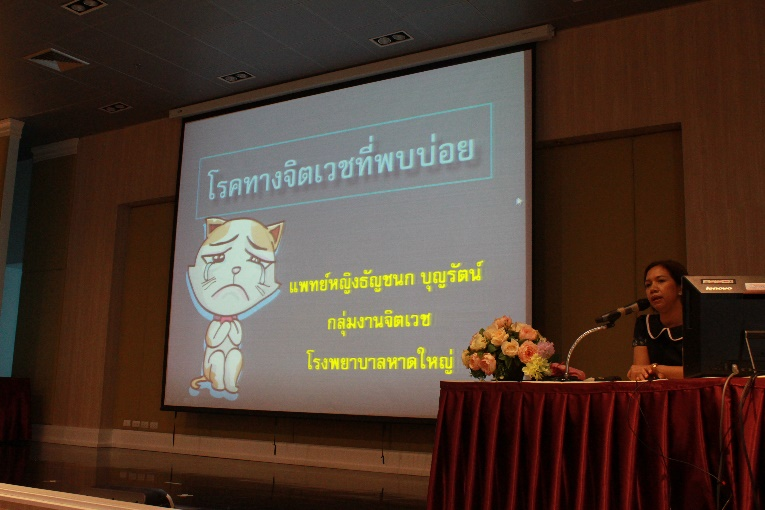 โรคทางจิตเวชที่พบบ่อย
แพทย์หญิงธัญชนก บุญรัตน์
กลุ่มงานจิตเวช
โรงพยาบาลหาดใหญ่
lenovo